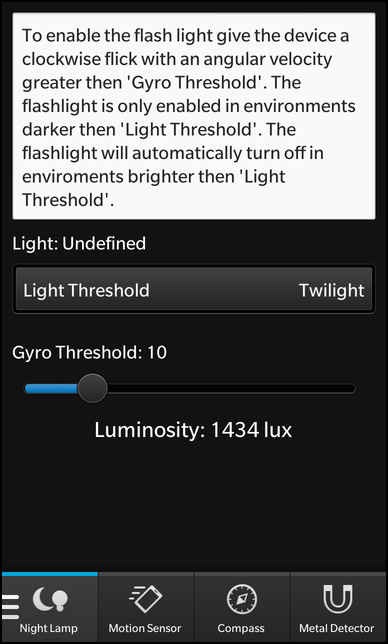 To enable the flash light give the device a
clockwise flick with an angular velocity
greater then 'Gyro Threshold'. The
flashlight is only enabled in environments
darker then 'Light Threshold'. The
flashlight will automatically turn off in
enviroments brighter then 'Light
Threshold'.
Light: Undefined
Light Threshold Twilight
Gyro Threshold: 10
Luminosity: 1434 lux
Night Lamp Motion Sensor Compass Metal Detector